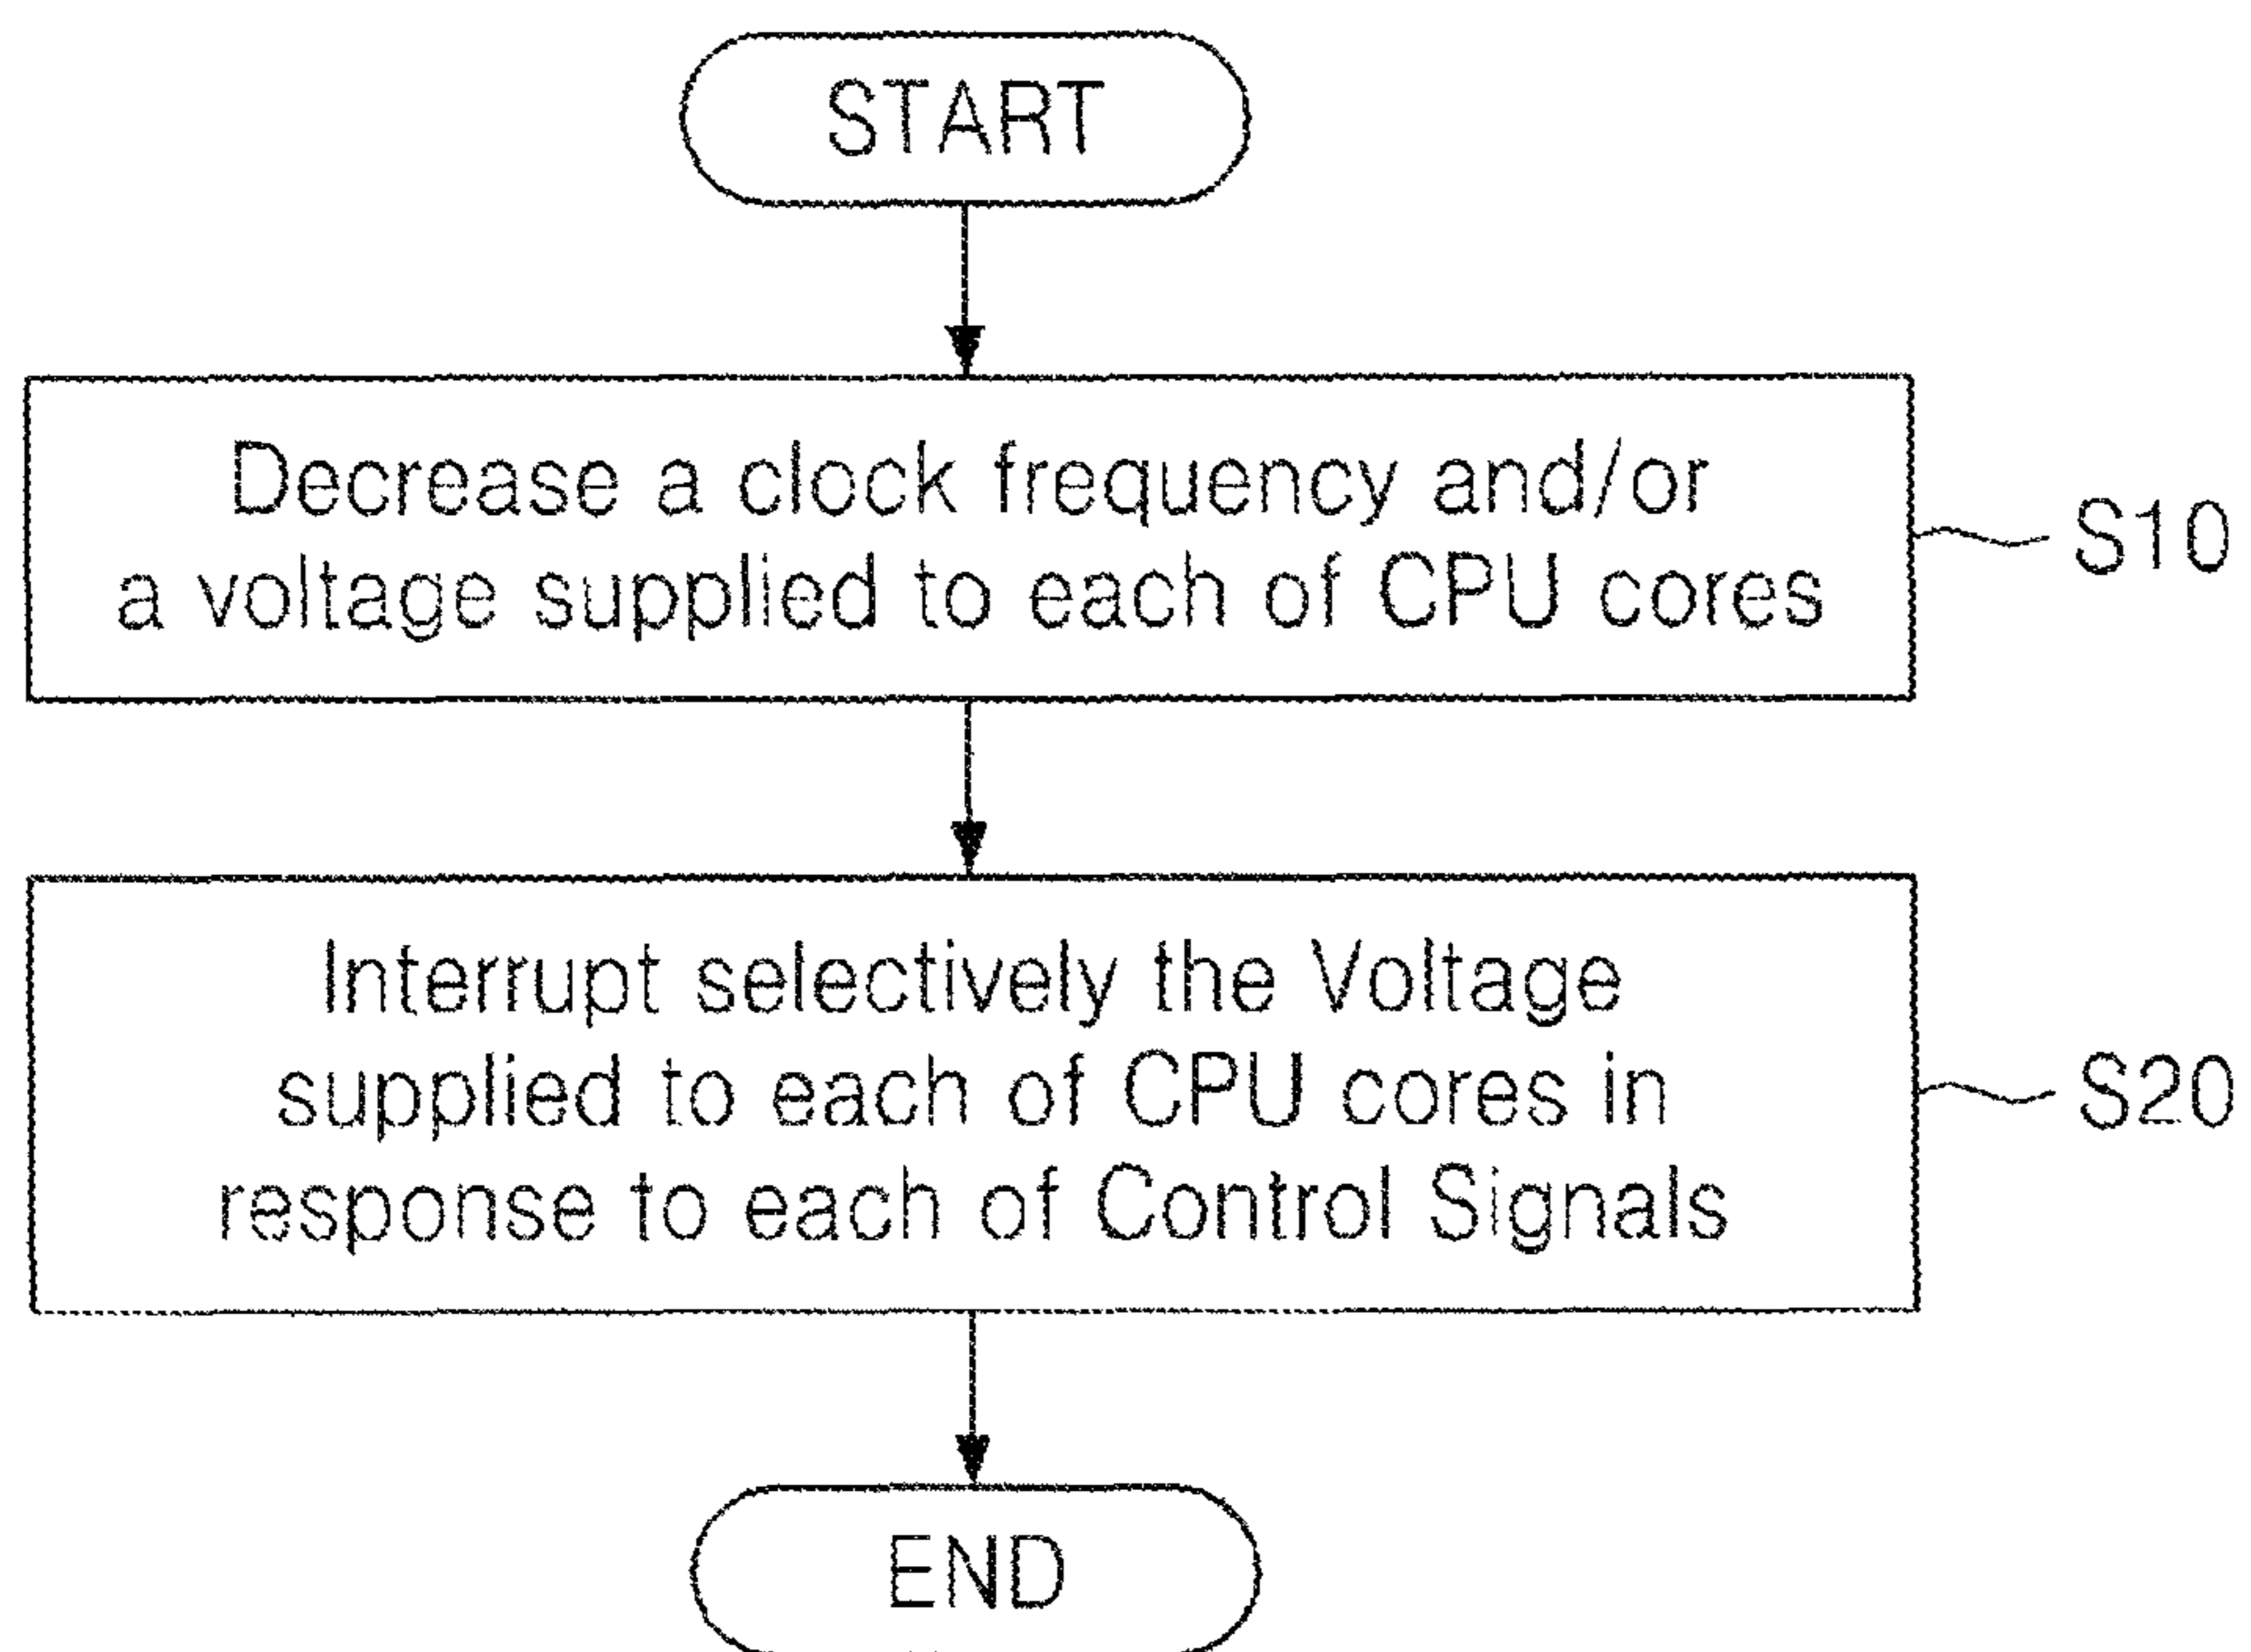 START
Decrease a clock frequency and/or
a voltage supplied to each of CPU cores
S10
Interrupt selectively the Voltage
supplied to each of CPU cores in
response to each of Control Signals
S20
END